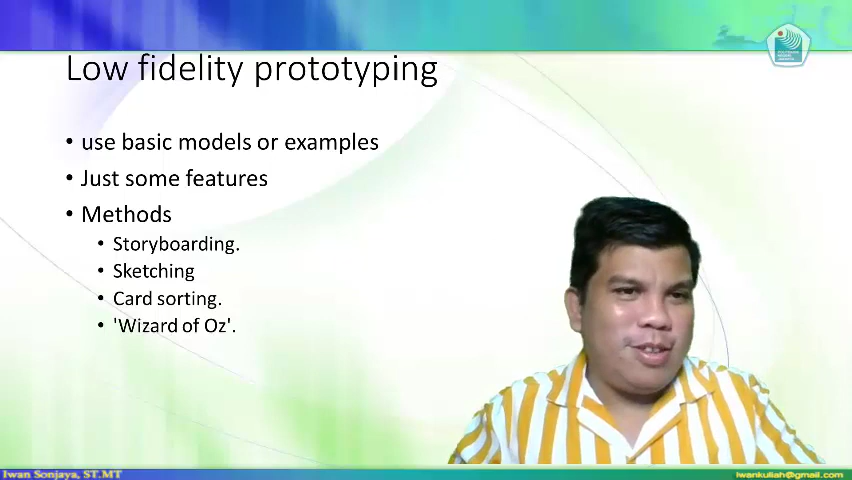 Low fidelity prototyping
• use basic models or examples
• Just some features
• Methods
• Storyboarding.
• Sketching
• Card sorting.
• 'Wizard of Oz'.
Iwan Sonjaya, ST.MT
iwankuliah@gmail.com